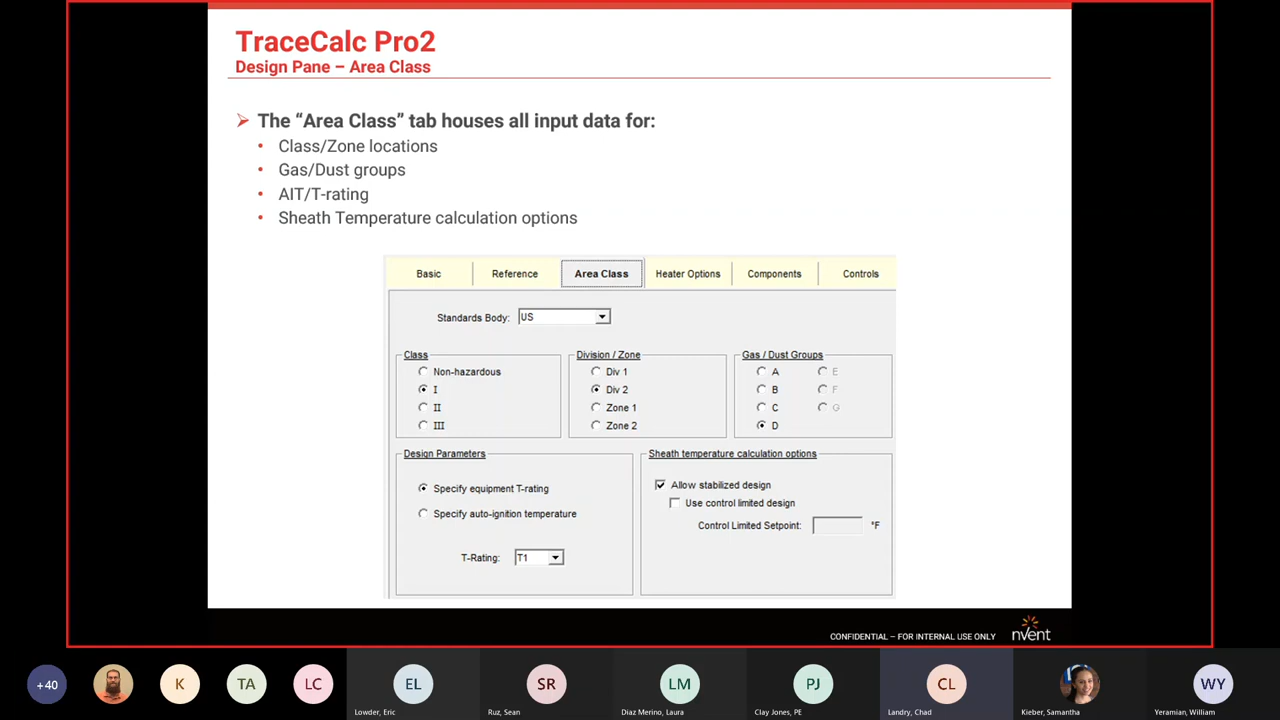 TraceCalc Pro2
Design Pane – Area Class
The “Area Class” tab houses all input data for:
Class/Zone locations
Gas/Dust groups
AIT/T-rating
Sheath Temperature calculation options
Basic Reference Area Class Heater Options Components Controls
Standards Body: US
Class Division / Zone Gas / Dust Groups
Non-hazardous Div 1 A E
I Div 2 B F
II Zone 1 C G
III Zone 2 D
Design Parameters Sheath temperature calculation options
Specify equipment T-rating Allow stabilized design
Use control limited design
Specify auto-ignition temperature Control Limited Setpoint: °F
T-Rating: T1
CONFIDENTIAL – FOR INTERNAL USE ONLY nVent
+40 K TA LC EL SR LM PJ CL WY
Lowder, Eric Ruz, Sean Diaz Merino, Laura Clay Jones, PE Landry, Chad Kieber, Samantha Yeramian, William